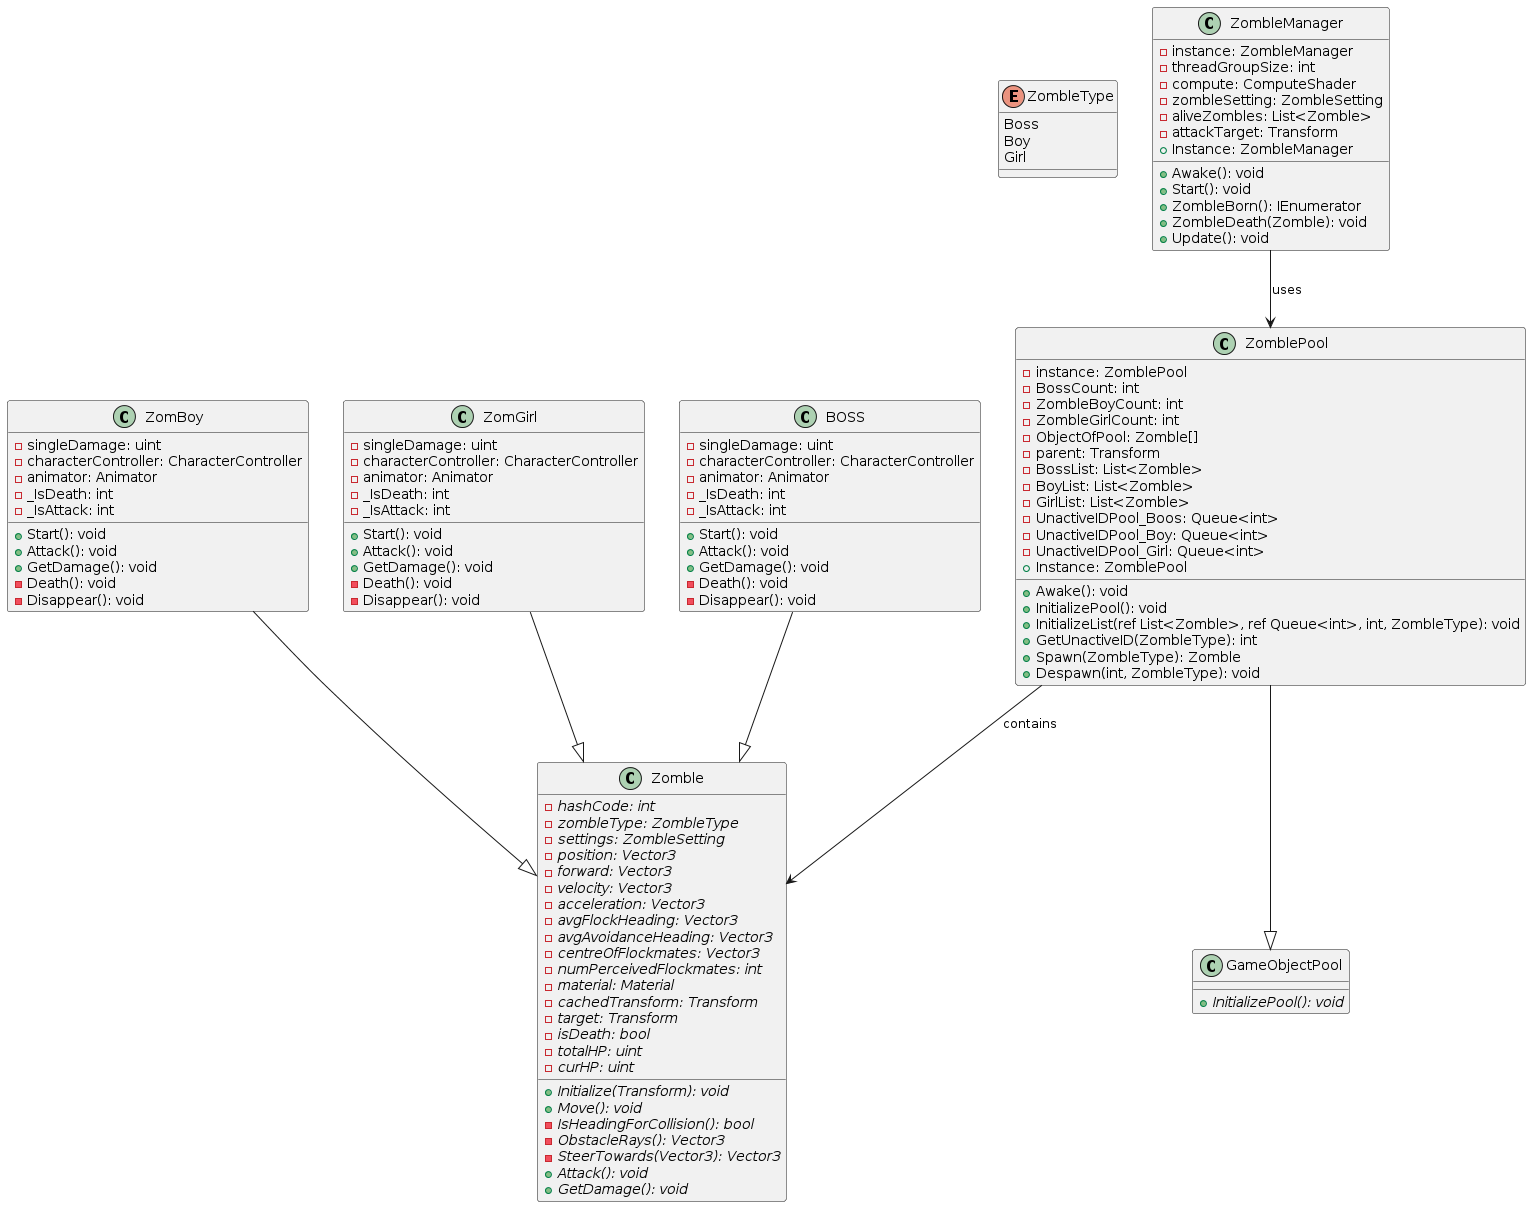 ZombleManager
instance: ZombleManager
threadGroupSize: int
compute: ComputeShader
zombleSetting: ZombleSetting
aliveZombles: List<Zomble>
attackTarget: Transform
Instance: ZombleManager
Awake(): void
Start(): void
ZombleBorn(): IEnumerator
ZombleDeath(Zomble): void
Update(): void
ZombleType
Boss
Boy
Girl
uses
ZomblePool
instance: ZomblePool
BossCount: int
ZombleBoyCount: int
ZombleGirlCount: int
ObjectOfPool: Zomble[]
parent: Transform
BossList: List<Zomble>
BoyList: List<Zomble>
GirlList: List<Zomble>
UnactiveIDPool_Boos: Queue<int>
UnactiveIDPool_Boy: Queue<int>
UnactiveIDPool_Girl: Queue<int>
Instance: ZomblePool
Awake(): void
InitializePool(): void
InitializeList(ref List<Zomble>, ref Queue<int>, int, ZombleType): void
GetUnactiveID(ZombleType): int
Spawn(ZombleType): Zomble
Despawn(int, ZombleType): void
ZomBoy
singleDamage: uint
characterController: CharacterController
animator: Animator
_IsDeath: int
_IsAttack: int
Start(): void
Attack(): void
GetDamage(): void
Death(): void
Disappear(): void
ZomGirl
singleDamage: uint
characterController: CharacterController
animator: Animator
_IsDeath: int
_IsAttack: int
Start(): void
Attack(): void
GetDamage(): void
Death(): void
Disappear(): void
BOSS
singleDamage: uint
characterController: CharacterController
animator: Animator
_IsDeath: int
_IsAttack: int
Start(): void
Attack(): void
GetDamage(): void
Death(): void
Disappear(): void
contains
Zomble
hashCode: int
zombleType: ZombleType
settings: ZombleSetting
position: Vector3
forward: Vector3
velocity: Vector3
acceleration: Vector3
avgFlockHeading: Vector3
avgAvoidanceHeading: Vector3
centreOfFlockmates: Vector3
numPerceivedFlockmates: int
material: Material
cachedTransform: Transform
target: Transform
isDeath: bool
totalHP: uint
curHP: uint
Initialize(Transform): void
Move(): void
IsHeadingForCollision(): bool
ObstacleRays(): Vector3
SteerTowards(Vector3): Vector3
Attack(): void
GetDamage(): void
GameObjectPool
InitializePool(): void